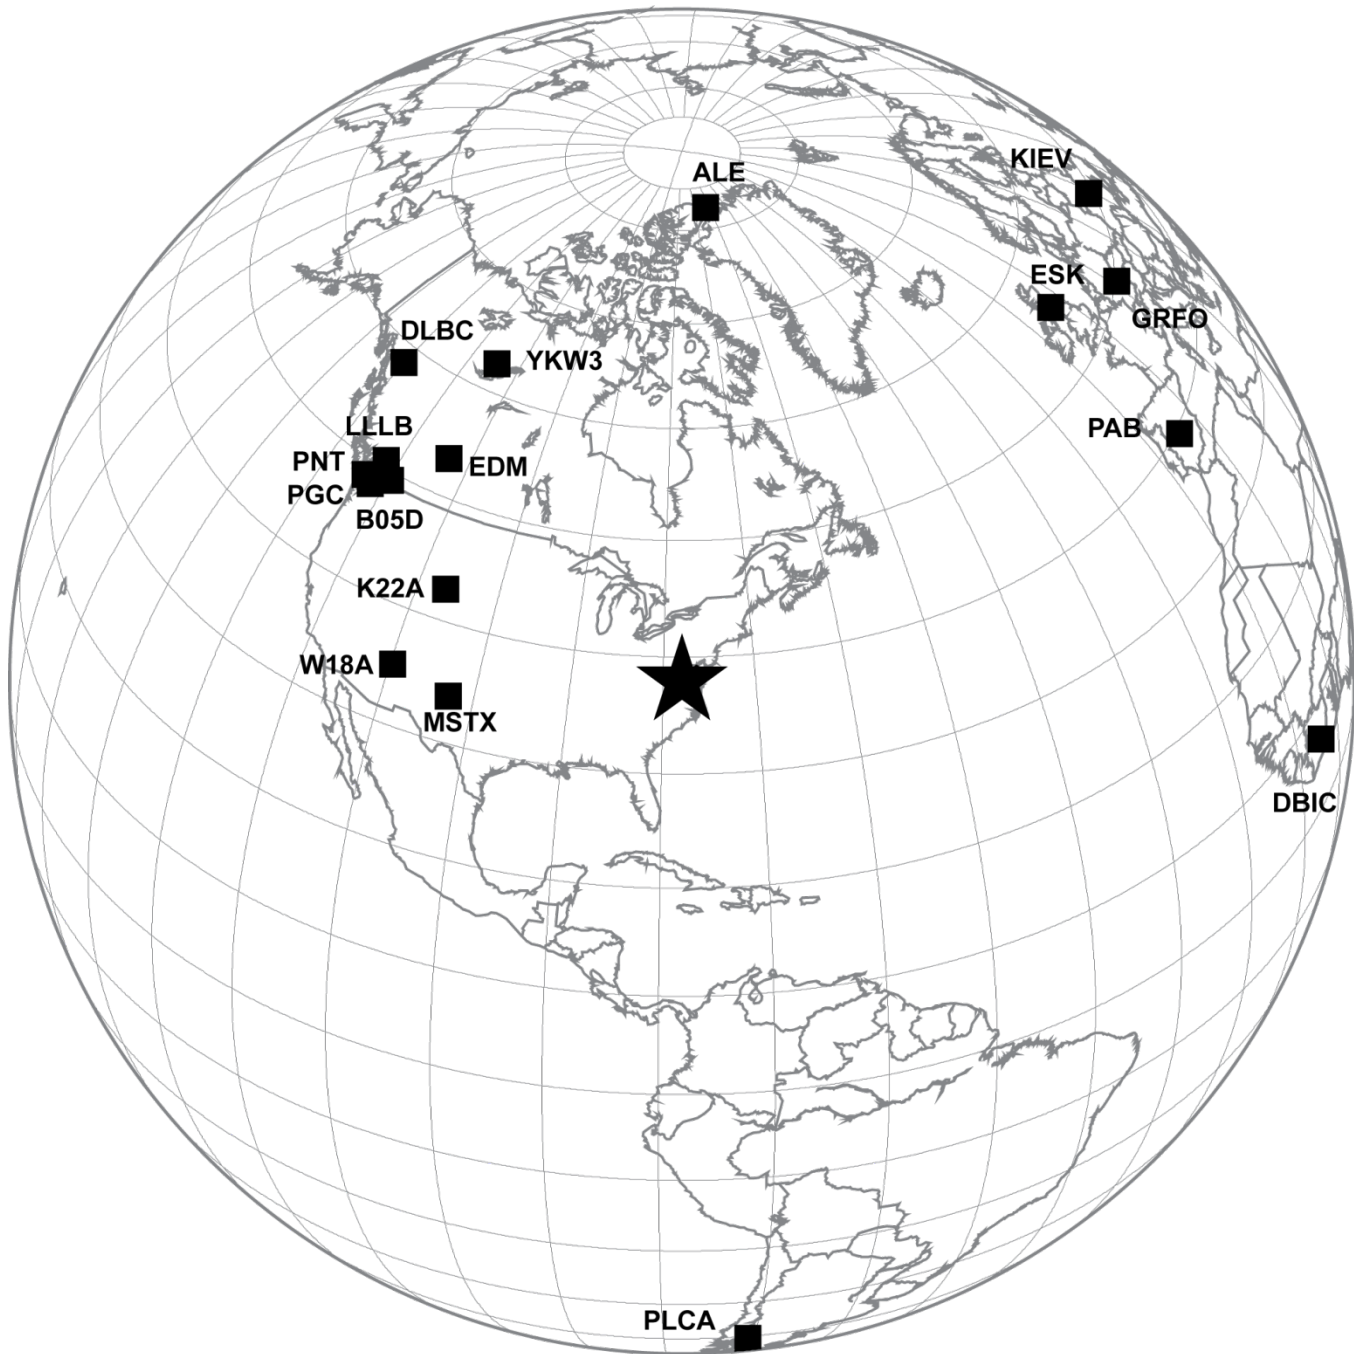 KIEV
ALE
ESK
GRFO
DLBC
YKW3
LLLB
PAB
PNT
EDM
PGC
B05D
K22A
W18A
MSTX
DBIC
PLCA